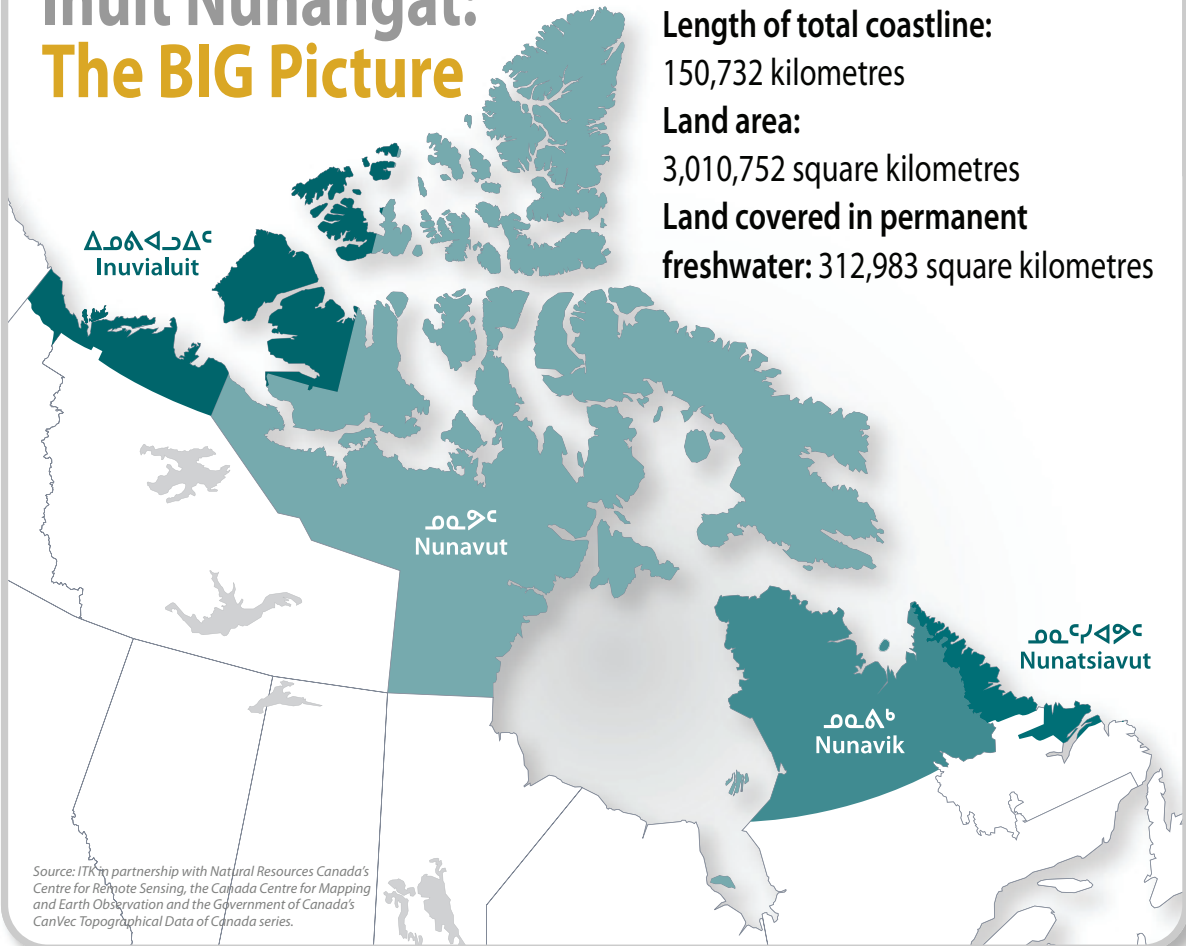 Inuit Nunangat:
The BIG Picture
Length of total coastline:
150,732 kilometres
Land area:
3,010,752 square kilometres
Land covered in permanent
freshwater: 312,983 square kilometres
ᐃᓄᕕᐊᓗᐃᑦ
Inuvialuit
ᓄᓇᕗᑦ
Nunavut
ᓄᓇᑦᓯᐊᕗᑦ
Nunatsiavut
ᓄᓇᕕᒃ
Nunavik
Source: ITK in partnership with Natural Resources Canada's
Centre for Remote Sensing, the Canada Centre for Mapping
and Earth Observation and the Government of Canada's
CanVec Topographical Data of Canada series.